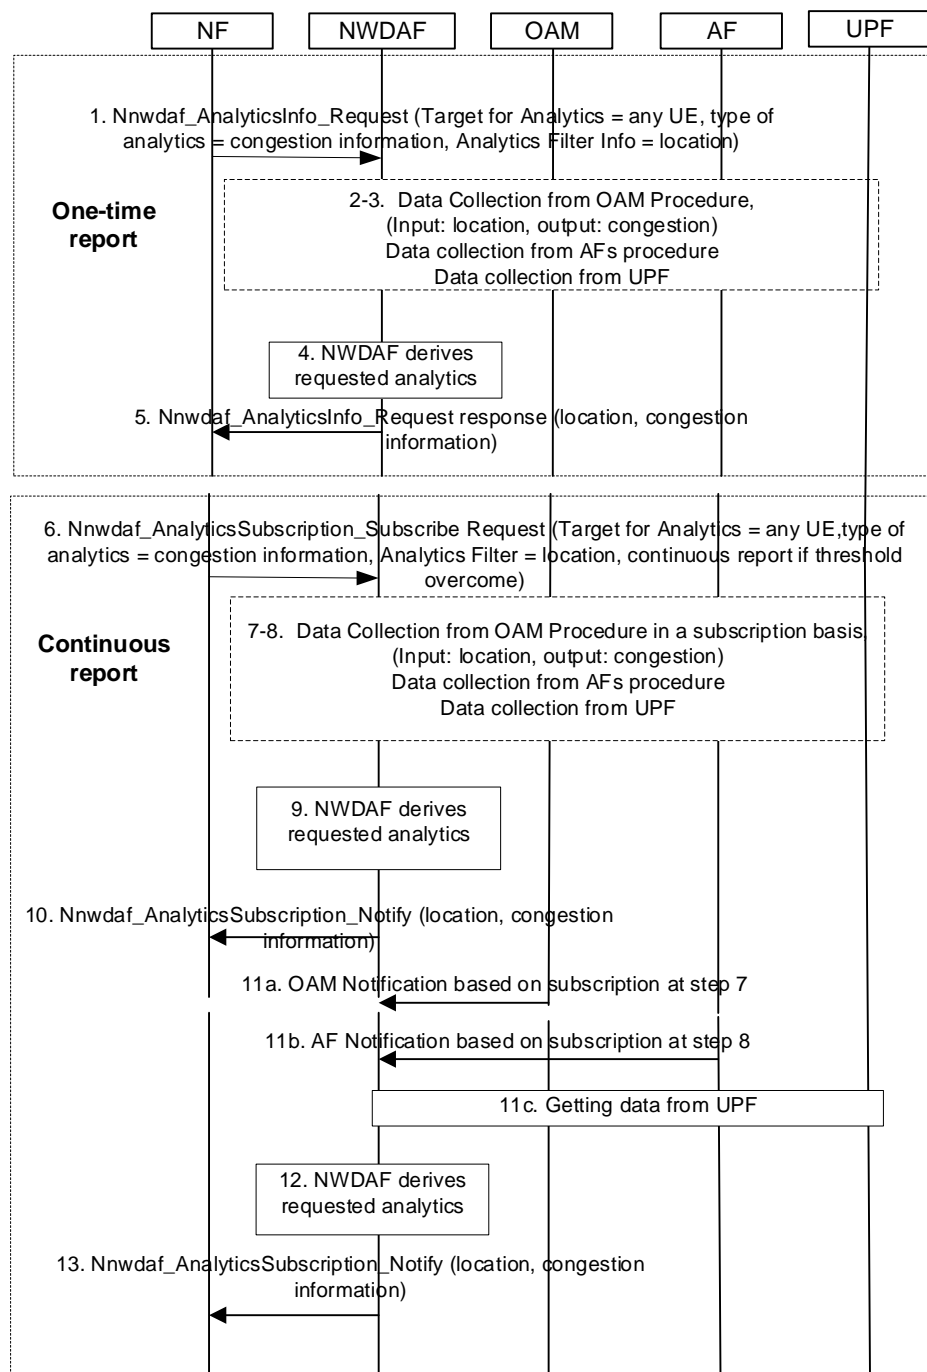 NF NWDAF OAM AF UPF
1. Nnwdaf_AnalyticsInfo_Request (Target for Analytics = any UE, type of
analytics = congestion information, Analytics Filter Info = location)
One-time
report
2-3. Data Collection from OAM Procedure,
(Input: location, output: congestion)
Data collection from AFs procedure
Data collection from UPF
4. NWDAF derives
requested analytics
5. Nnwdaf_AnalyticsInfo_Request response (location, congestion
information)
6. Nnwdaf_AnalyticsSubscription_Subscribe Request (Target for Analytics = any UE,type of
analytics = congestion information, Analytics Filter = location, continuous report if threshold
overcome)
Continuous
report
7-8. Data Collection from OAM Procedure in a subscription basis,
(Input: location, output: congestion)
Data collection from AFs procedure
Data collection from UPF
9. NWDAF derives
requested analytics
10. Nnwdaf_AnalyticsSubscription_Notify (location, congestion
information)
11a. OAM Notification based on subscription at step 7
11b. AF Notification based on subscription at step 8
11c. Getting data from UPF
12. NWDAF derives
requested analytics
13. Nnwdaf_AnalyticsSubscription_Notify (location, congestion
information)